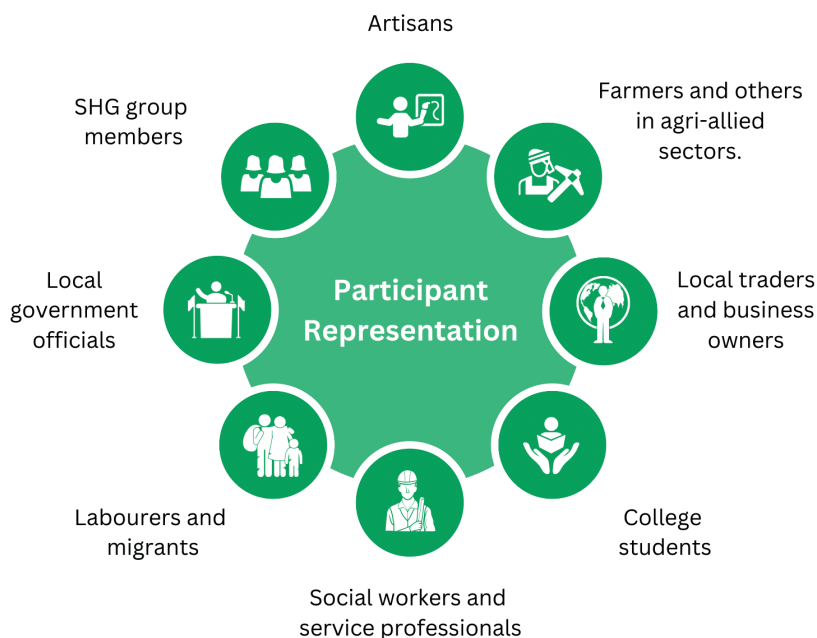 Artisans
Farmers and others
in agri-allied
sectors.
Local traders
and business
owners
College
students
Social workers and
service professionals
Labourers and
migrants
Local
government
officials
SHG group
members
Participant
Representation